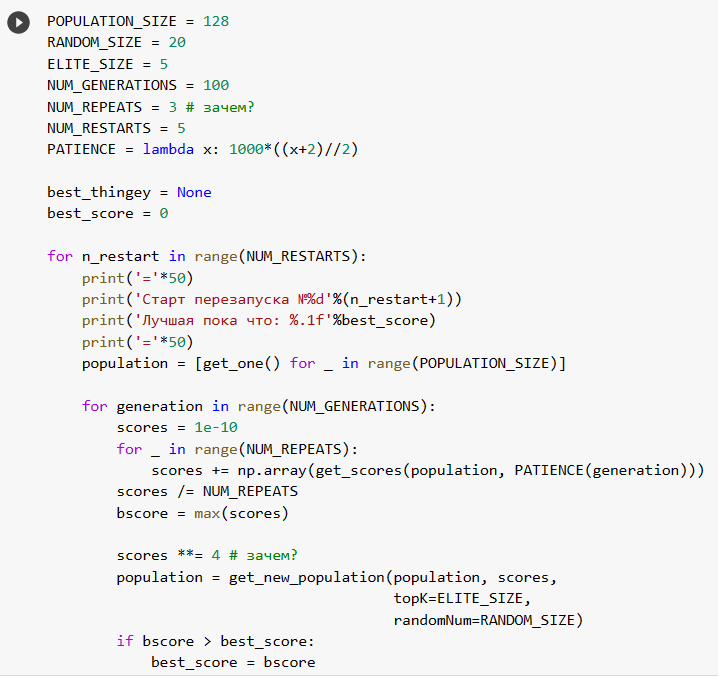 POPULATION_SIZE = 128
RANDOM_SIZE = 20
ELITE_SIZE = 5
NUM_GENERATIONS = 100
NUM_REPEATS = 3 # зачем?
NUM_RESTARTS = 5
PATIENCE = lambda x: 1000*((x+2)//2)

best_thingey = None
best_score = 0

for n_restart in range(NUM_RESTARTS):
    print('='*50)
    print('Старт перезапуска №%d'%(n_restart+1))
    print('Лучшая пока что: %.1f'%best_score)
    print('='*50)
    population = [get_one() for _ in range(POPULATION_SIZE)]

    for generation in range(NUM_GENERATIONS):
        scores = 1e-10
        for _ in range(NUM_REPEATS):
            scores += np.array(get_scores(population, PATIENCE(generation)))
        scores /= NUM_REPEATS
        bscore = max(scores)

        scores **= 4 # зачем?
        population = get_new_population(population, scores,
                                        topK=ELITE_SIZE,
                                        randomNum=RANDOM_SIZE)
        if bscore > best_score:
            best_score = bscore